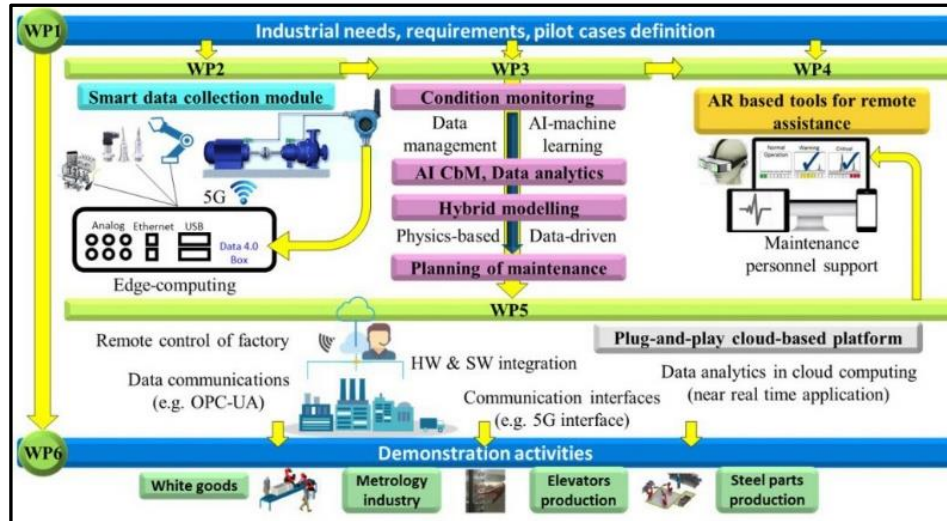 WP1
Industrial needs, requirements, pilot cases definition
WP2
WP3
WP4
Smart data collection module
5G
Analog Ethernet USB
Data 4.0
Box
Edge-computing
Condition monitoring
Data
management
AI-machine
learning
AI CbM, Data analytics
Hybrid modelling
Physics-based
Data-driven
Planning of maintenance
AR based tools for remote
assistance
Normal
Operation
Warning
Critical
Maintenance
personnel support
WP5
Remote control of factory
Data communications
(e.g. OPC-UA)
HW & SW integration
Communication interfaces
(e.g. 5G interface)
Plug-and-play cloud-based platform
Data analytics in cloud computing
(near real time application)
WP6
Demonstration activities
White goods
Metrology
industry
Elevators
production
Steel parts
production